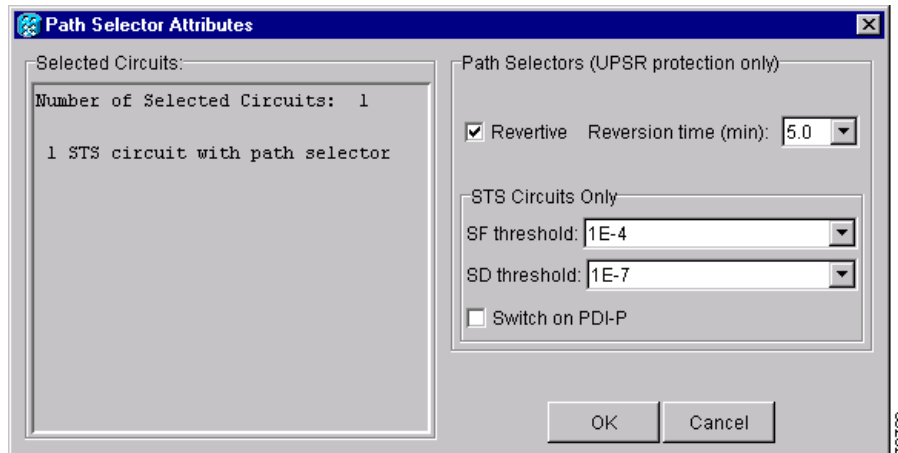 Path Selector Attributes
Selected Circuits:
Number of Selected Circuits: 1
1 STS circuit with path selector
Path Selectors (UPSR protection only)
Revertive Reversion time (min): 5.0
STS Circuits Only
SF threshold: 1E-4
SD threshold: 1E-7
Switch on PDI-P
OK Cancel